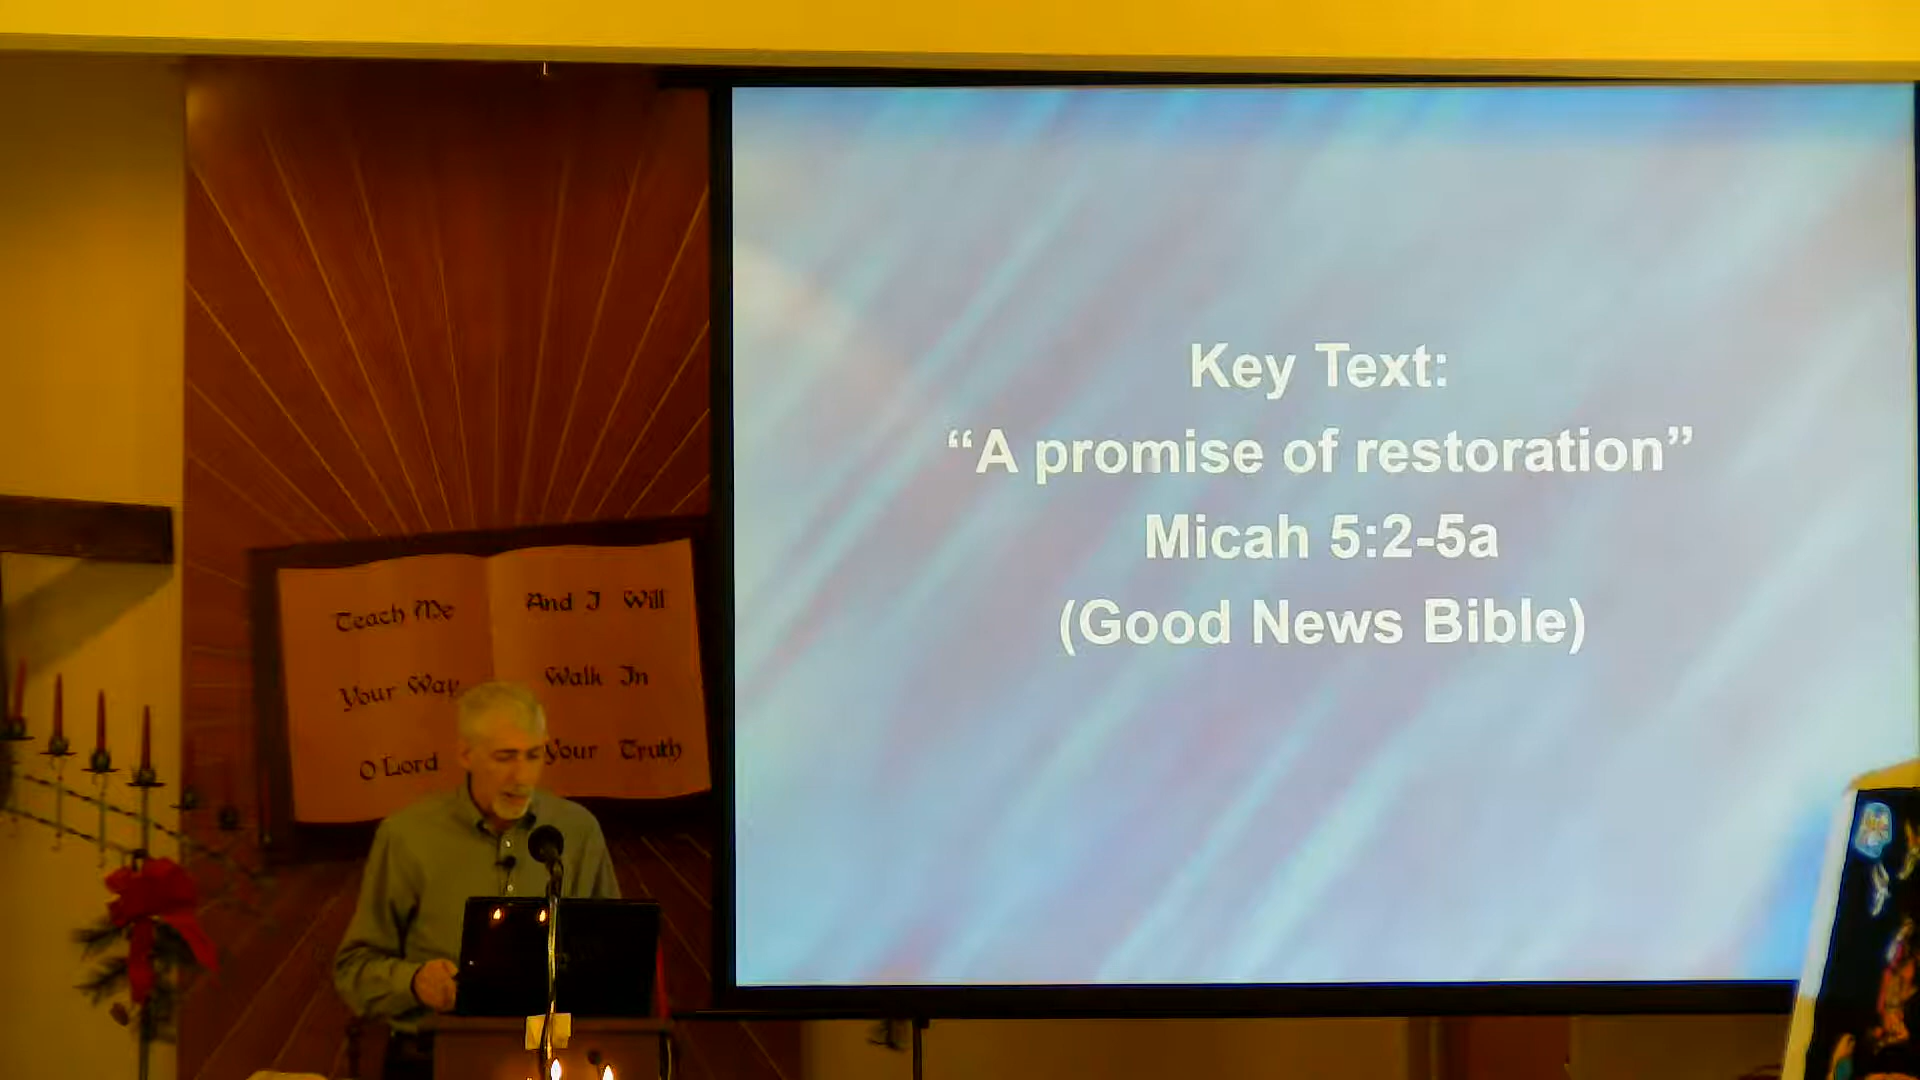 Key Text:
“A promise of restoration”
Micah 5:2-5a
(Good News Bible)
Teach Me
Your Way
O Lord
And I Will
Walk In
Your Truth